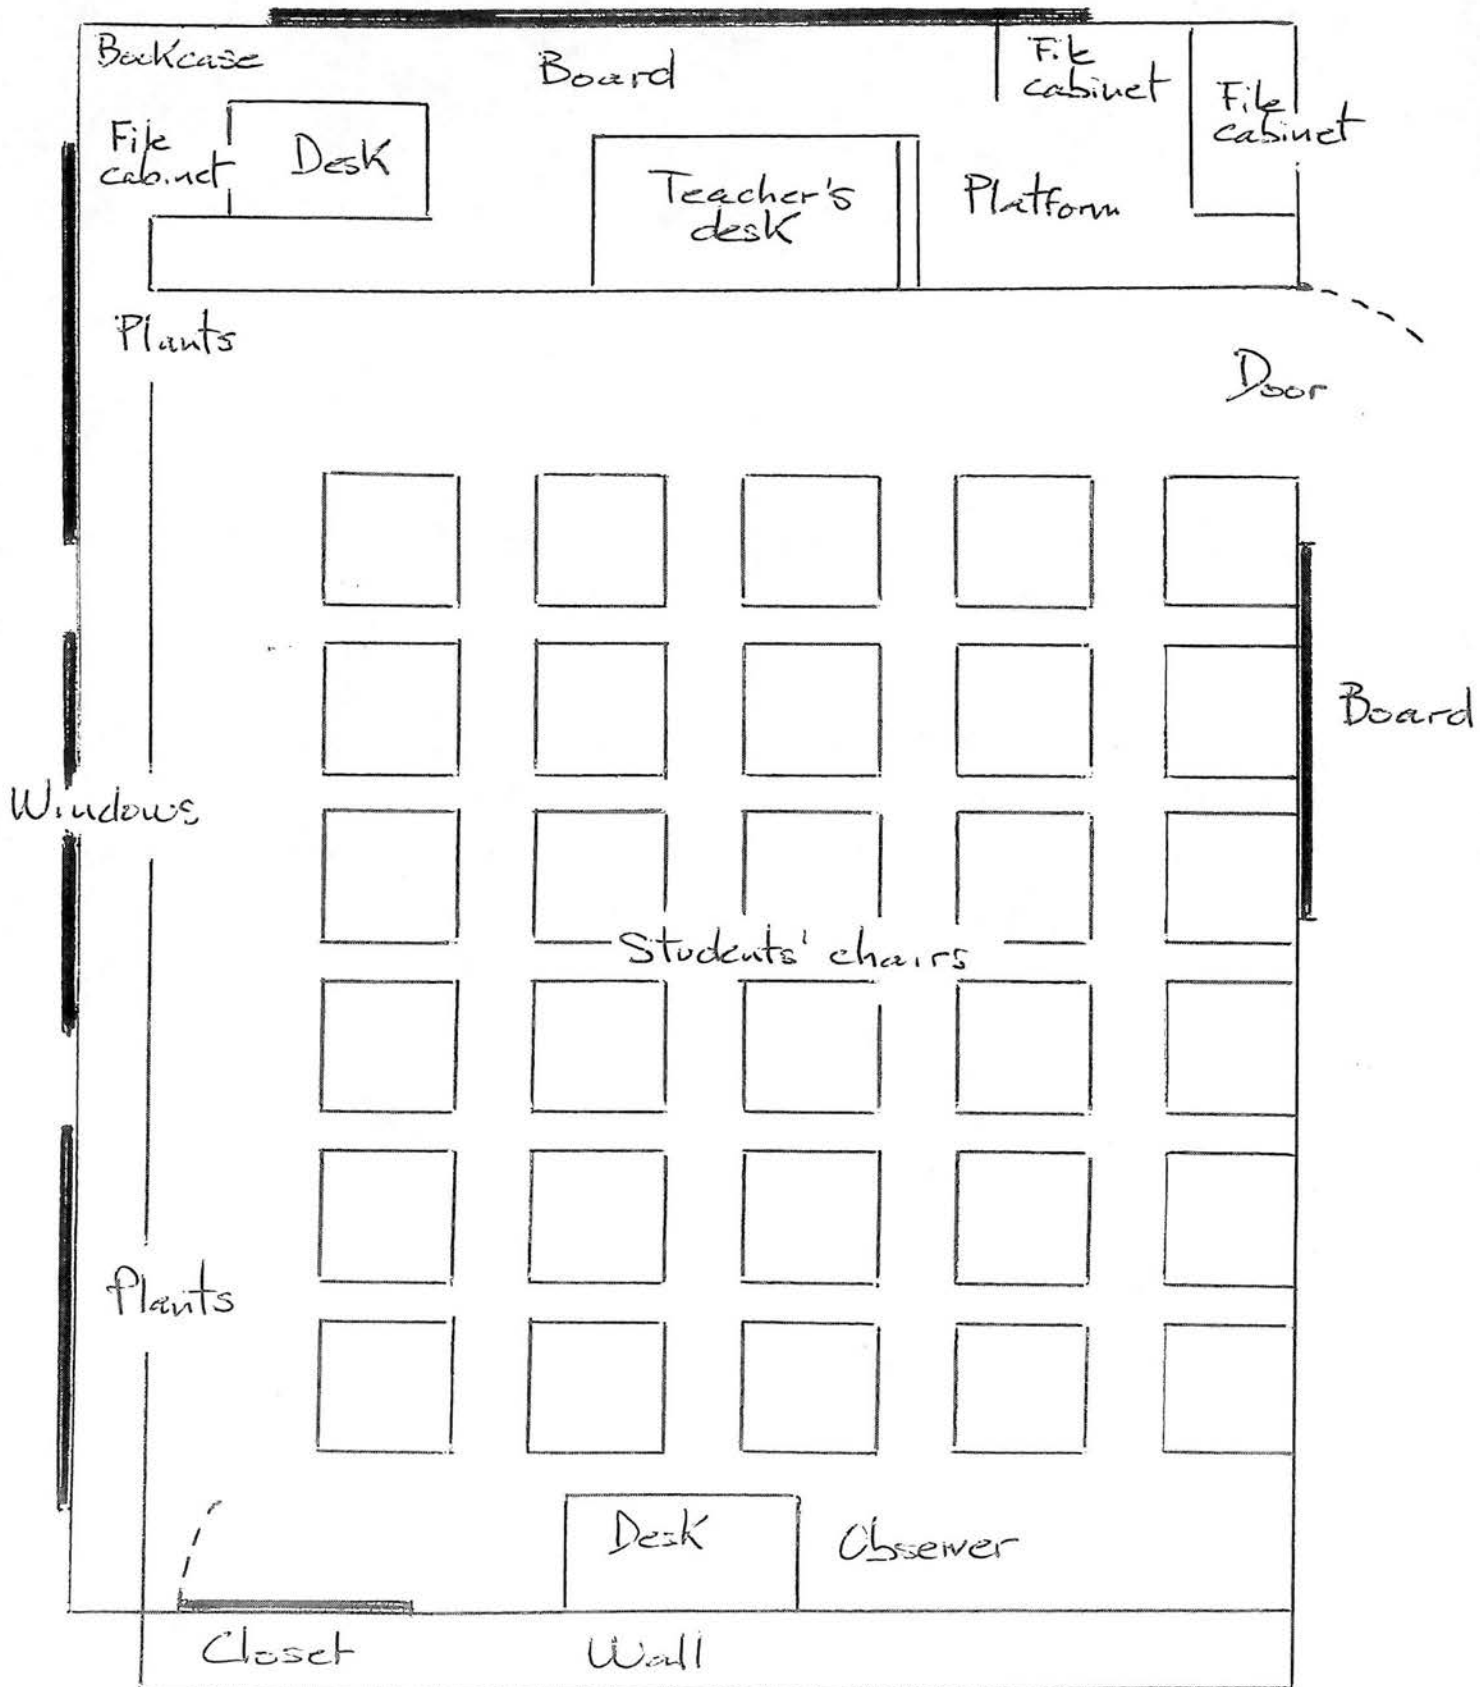 Bookcase
Board
File
cabinet
File
cabinet
File
cabinet
Desk
Teacher's
desk
Platform
Plants
Door
Board
Windows
Students' chairs
Plants
Desk
Observer
Closet
Wall